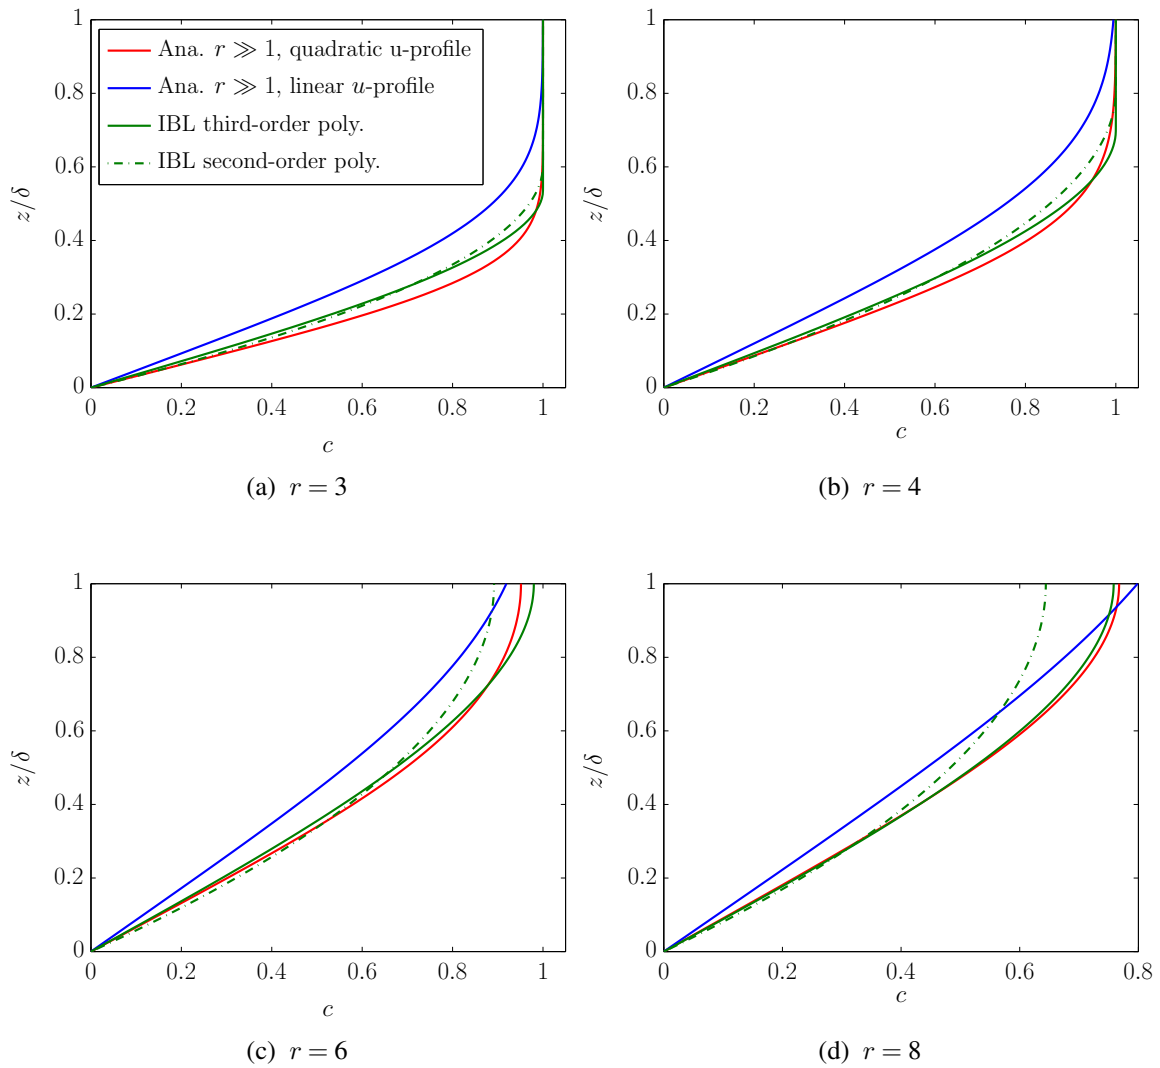 1
0.8
0.6
0.4
0.2
0
z/δ
Ana. r ≫ 1, quadratic u-profile
Ana. r ≫ 1, linear u-profile
IBL third-order poly.
IBL second-order poly.
0 0.2 0.4 0.6 0.8 1
c
(a) r = 3
1
0.8
0.6
0.4
0.2
0
z/δ
0 0.2 0.4 0.6 0.8 1
c
(b) r = 4
1
0.8
0.6
0.4
0.2
0
z/δ
0 0.2 0.4 0.6 0.8 1
c
(c) r = 6
1
0.8
0.6
0.4
0.2
0
z/δ
0 0.2 0.4 0.6 0.8
c
(d) r = 8